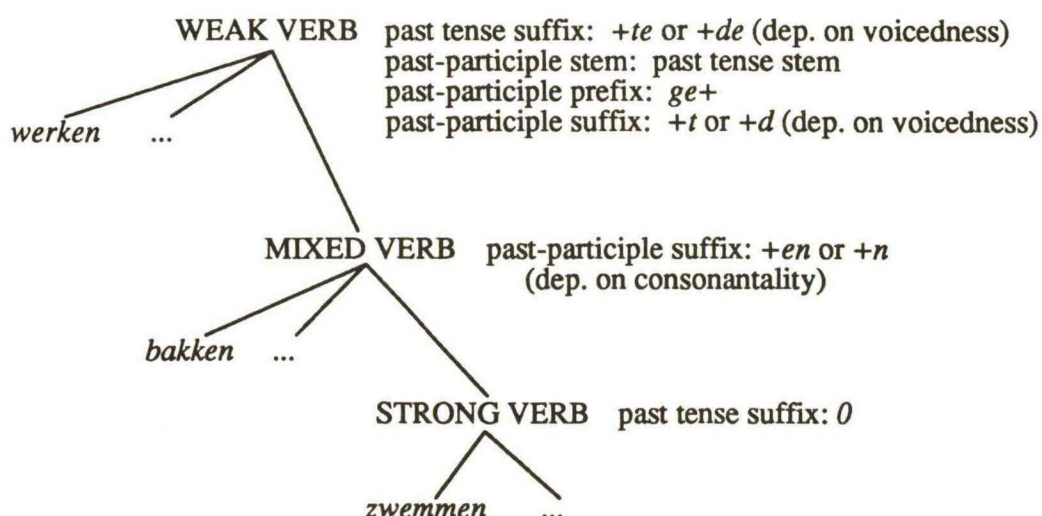 WEAK VERB past tense suffix: +te or +de (dep. on voicedness)
past-participle stem: past tense stem
past-participle prefix: ge+
past-participle suffix: +t or +d (dep. on voicedness)
werken ...
MIXED VERB past-participle suffix: +en or +n
(dep. on consonantality)
bakken ...
STRONG VERB past tense suffix: 0
zwemmen ...